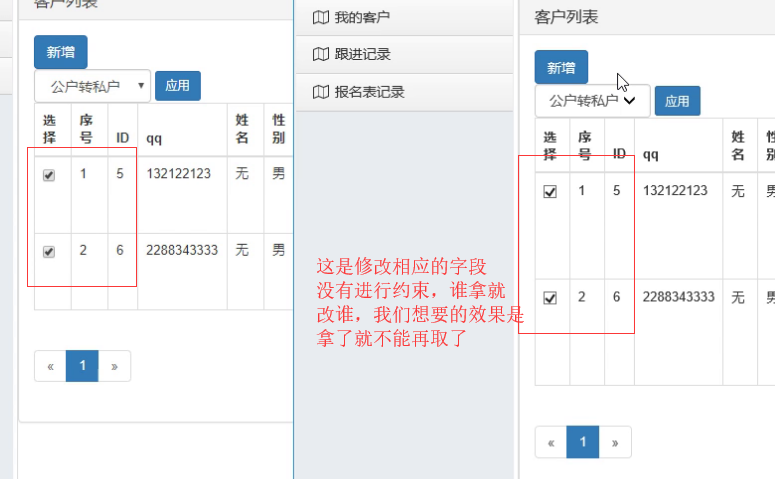 客户列表
新增
公户转私户
应用
选择 序号 ID qq 姓名 性别
1 5 132122123 无 男
2 6 2288343333 无 男
« 1 »
我的客户
跟进记录
报名表记录
这是修改相应的字段
没有进行约束，谁拿就
改谁，我们想要的效果是
拿了就不能再取了
客户列表
新增
公户转私户
应用
选择 序号 ID qq 姓名
1 5 132122123 无
2 6 2288343333 无
« 1 »